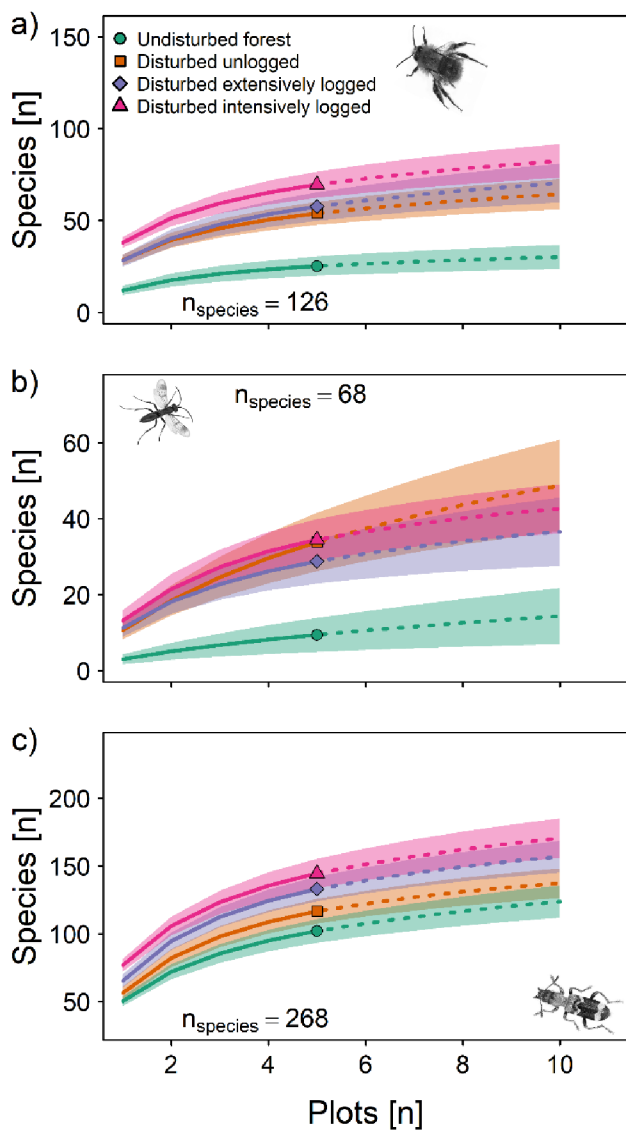 a)
150
100
50
0
Species [n]
Undisturbed forest
Disturbed unlogged
Disturbed extensively logged
Disturbed intensively logged
nspecies = 126
b)
60
40
20
0
Species [n]
nspecies = 68
c)
200
150
100
50
Species [n]
nspecies = 268
2 4 6 8 10
Plots [n]